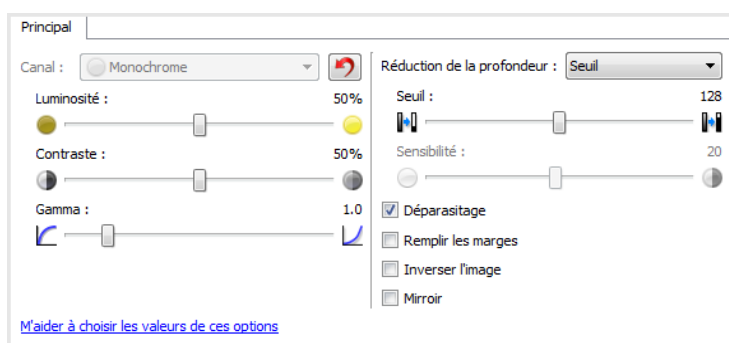 Principal
Canal : Monochrome
Luminosité : 50%
Contraste : 50%
Gamma : 1.0
Réduction de la profondeur : Seuil
Seuil : 128
Sensibilité : 20
Déparasitage
Remplir les marges
Inverser l'image
Mirroir
M'aider à choisir les valeurs de ces options